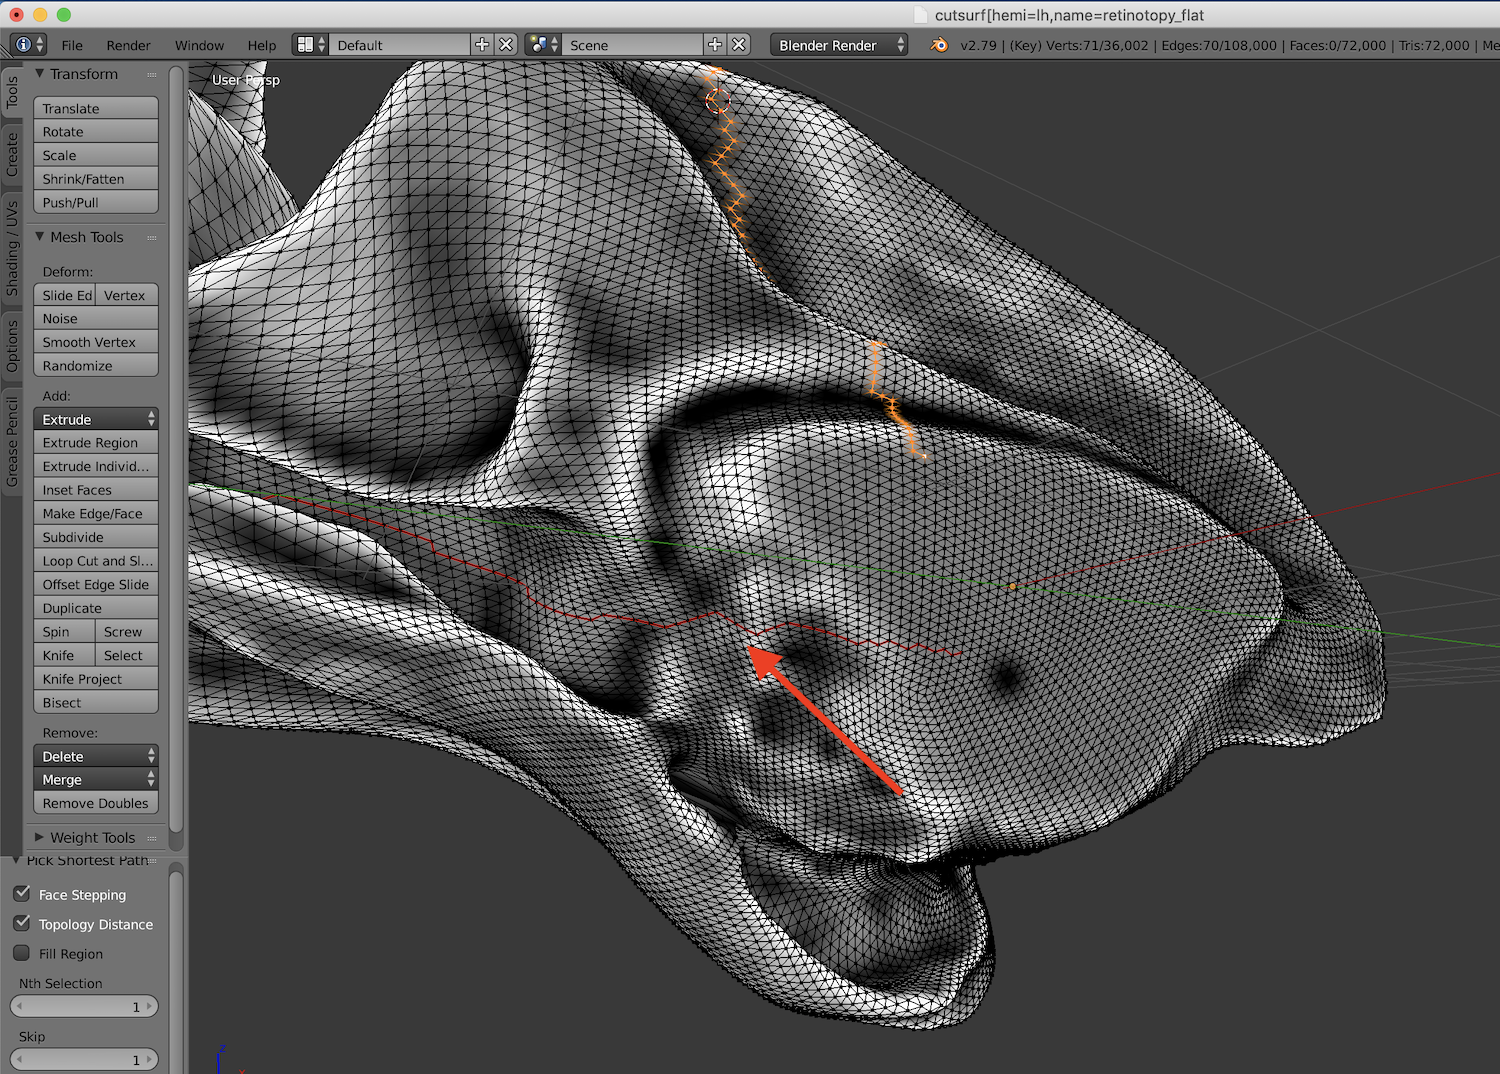 cutsurf[hemi=lh,name=retinotopy_flat
File Render Window Help Default Scene Blender Render v2.79 | (Key) Verts:71/36,002 | Edges:70/108,000 | Faces:0/72,000 | Tris:72,000 | Me
User Persp
Tools
Create
Shading / UVs
Options
Grease Pencil
Transform
Translate
Rotate
Scale
Shrink/Fatten
Push/Pull
Mesh Tools
Deform:
Slide Ed Vertex
Noise
Smooth Vertex
Randomize
Add:
Extrude
Extrude Region
Extrude Individ...
Inset Faces
Make Edge/Face
Subdivide
Loop Cut and Sl...
Offset Edge Slide
Duplicate
Spin Screw
Knife Select
Knife Project
Bisect
Remove:
Delete
Merge
Remove Doubles
Weight Tools
Pick Shortest Path
Face Stepping
Topology Distance
Fill Region
Nth Selection
1
Skip
1
z